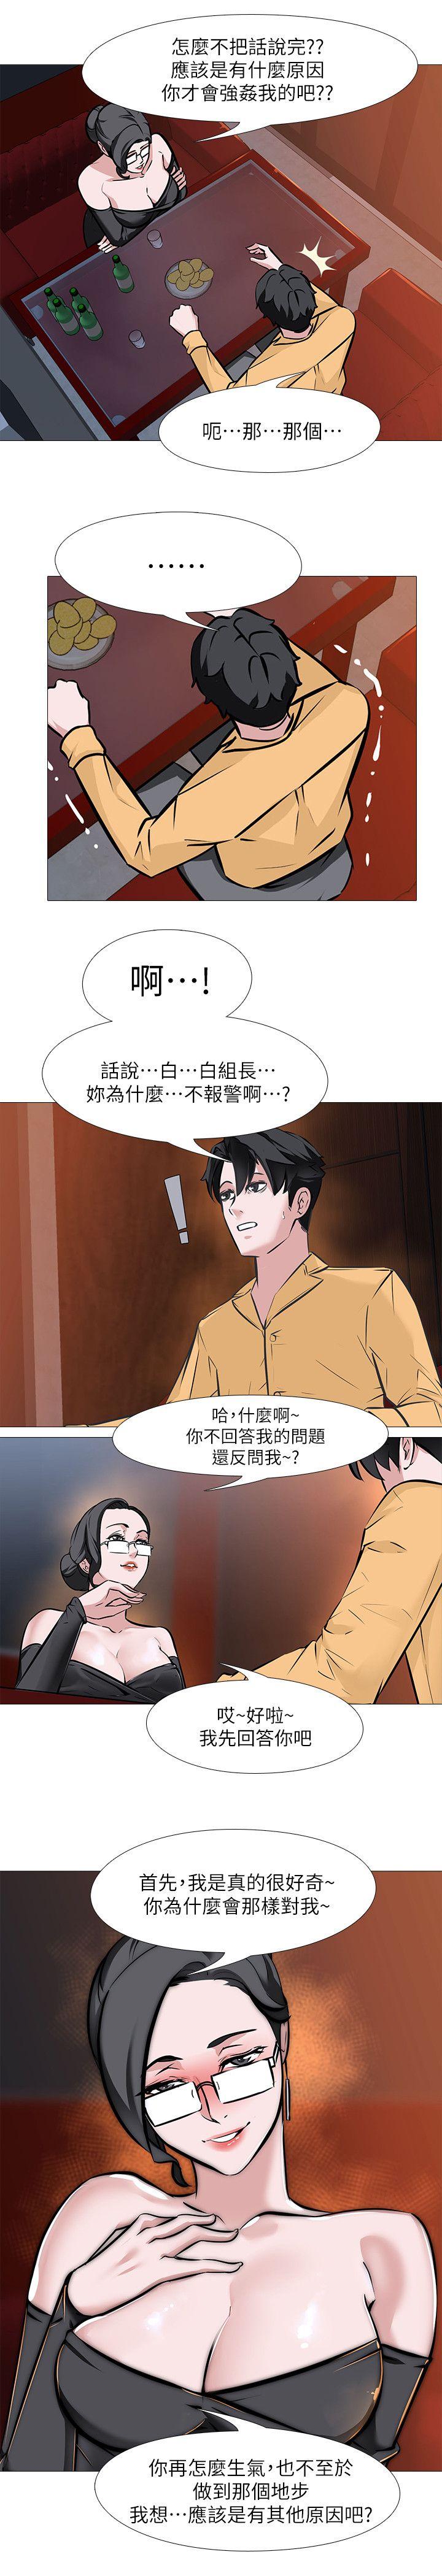 怎麼不把話說完??
應該是有什麼原因
你才會強姦我的吧??
呃⋯那⋯那個⋯
⋯⋯
啊⋯!
話說⋯白⋯白組長⋯
妳為什麼⋯不報警啊⋯?
!
哈，什麼啊~
你不回答我的問題
還反問我~?
哎~好啦~
我先回答你吧
首先，我是真的很好奇~
你為什麼會那樣對我~
你再怎麼生氣，也不至於
做到那個地步
我想⋯應該是有其他原因吧?